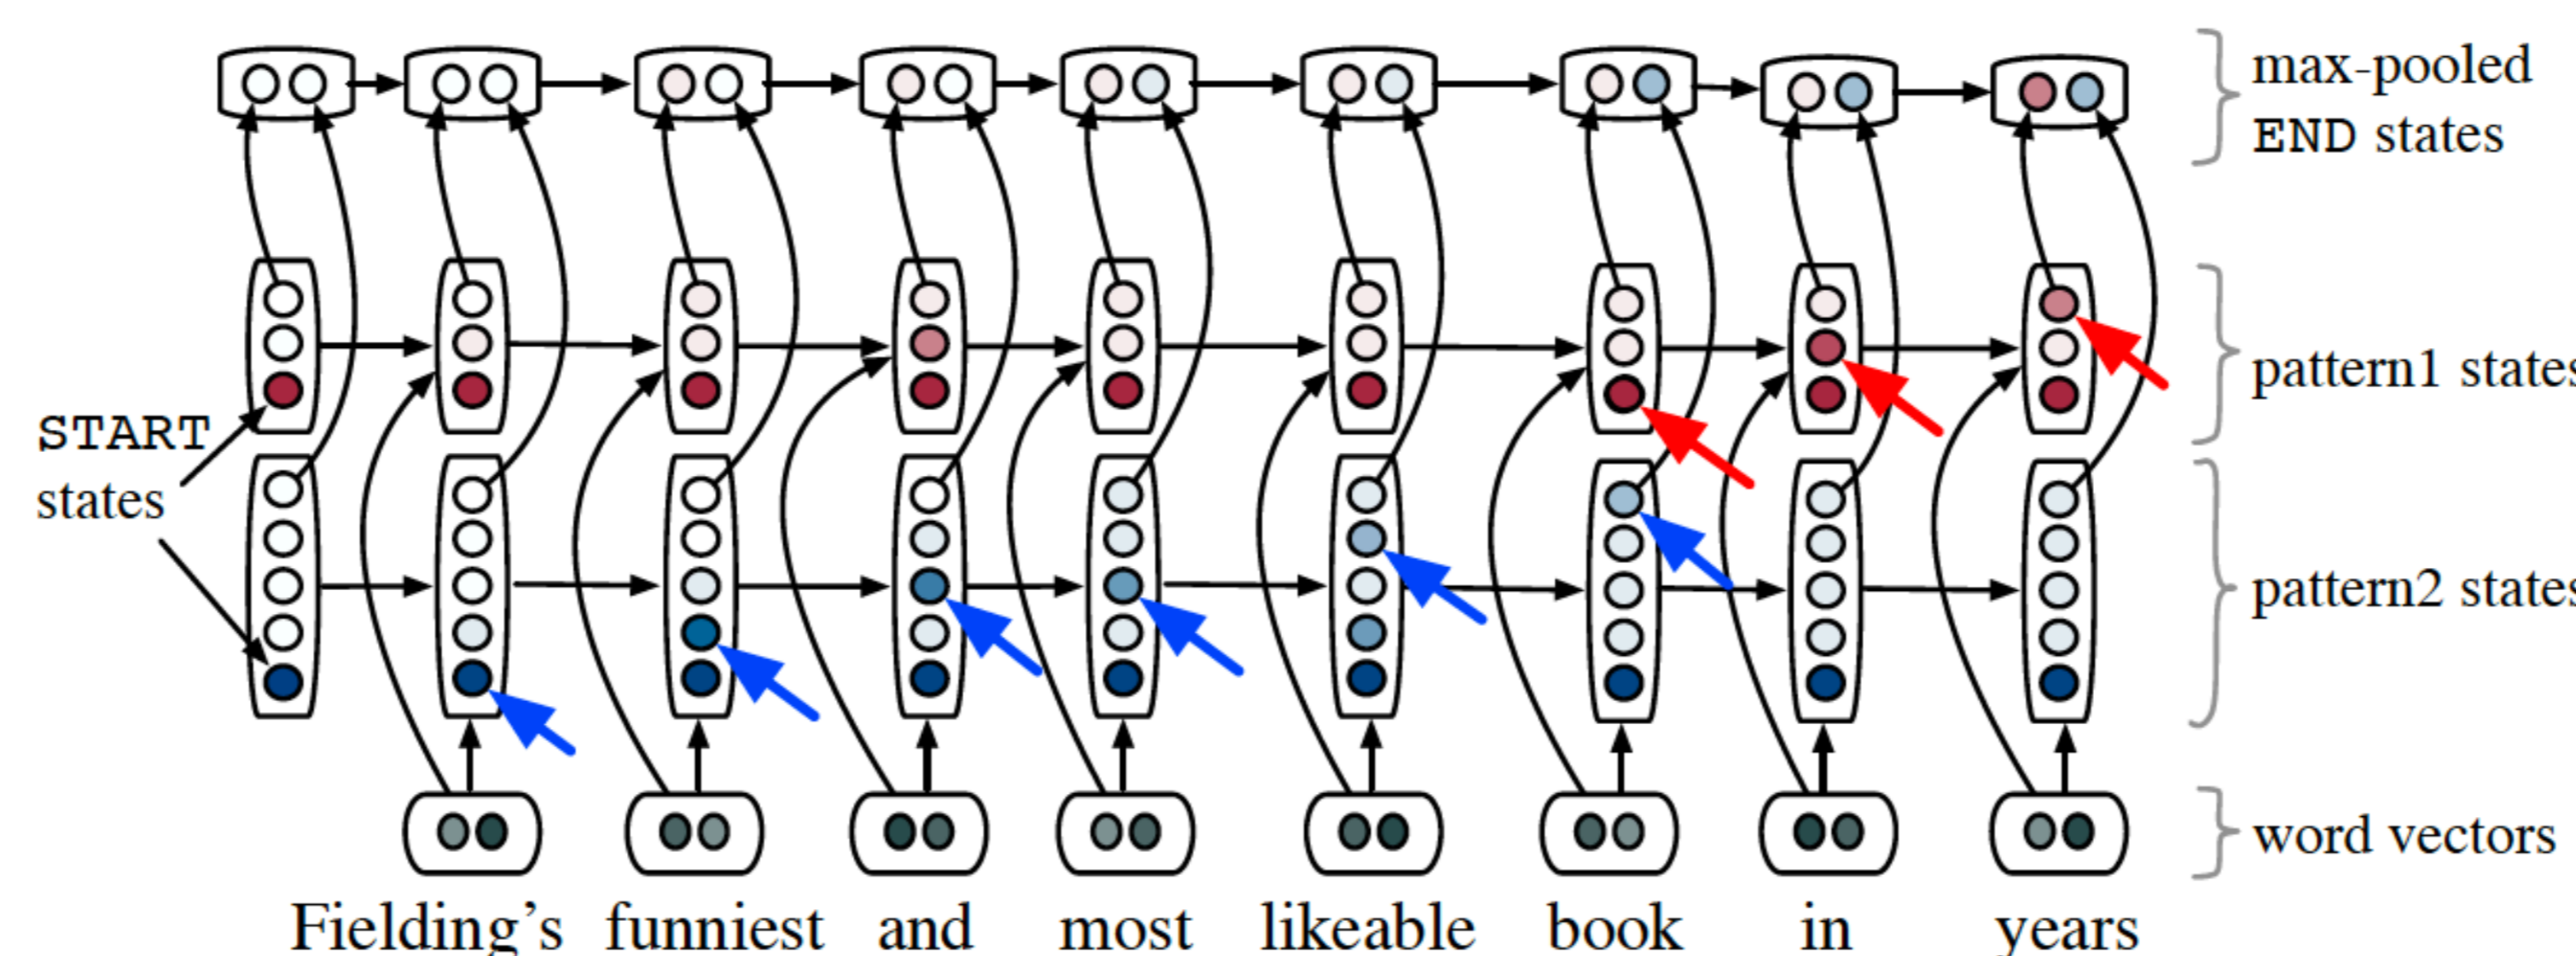 max-pooled
END states
START
states
pattern1 states
pattern2 states
word vectors
Fielding's funniest and most likeable book in years